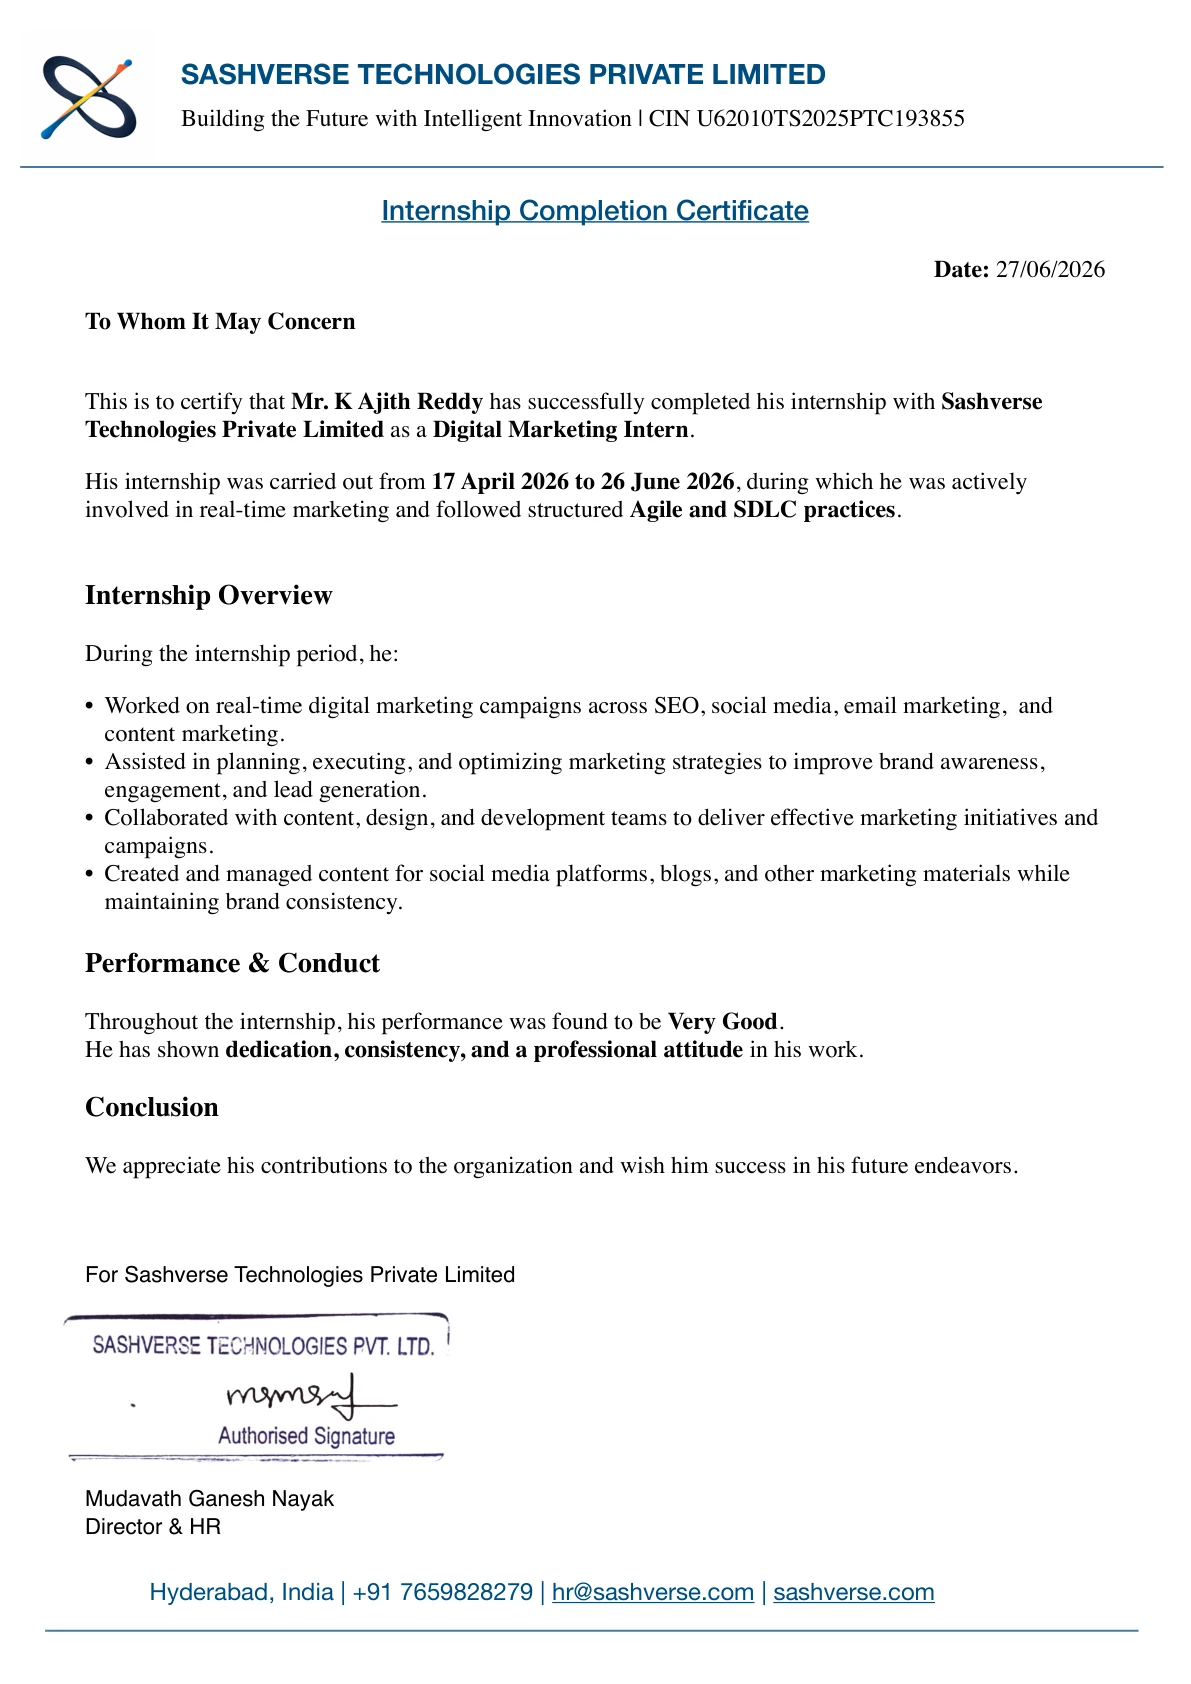 SASHVERSE TECHNOLOGIES PRIVATE LIMITED
Building the Future with Intelligent Innovation | CIN U62010TS2025PTC193855
Internship Completion Certificate
Date: 27/06/2026
To Whom It May Concern
This is to certify that Mr. K Ajith Reddy has successfully completed his internship with Sashverse
Technologies Private Limited as a Digital Marketing Intern.
His internship was carried out from 17 April 2026 to 26 June 2026, during which he was actively
involved in real-time marketing and followed structured Agile and SDLC practices.
Internship Overview
During the internship period, he:
• Worked on real-time digital marketing campaigns across SEO, social media, email marketing,  and
content marketing.
• Assisted in planning, executing, and optimizing marketing strategies to improve brand awareness,
engagement, and lead generation.
• Collaborated with content, design, and development teams to deliver effective marketing initiatives and
campaigns.
• Created and managed content for social media platforms, blogs, and other marketing materials while
maintaining brand consistency.
Performance & Conduct
Throughout the internship, his performance was found to be Very Good.
He has shown dedication, consistency, and a professional attitude in his work.
Conclusion
We appreciate his contributions to the organization and wish him success in his future endeavors.
For Sashverse Technologies Private Limited
SASHVERSE TECHNOLOGIES PVT. LTD.
Authorised Signature
Mudavath Ganesh Nayak
Director & HR
Hyderabad, India | +91 7659828279 | hr@sashverse.com | sashverse.com